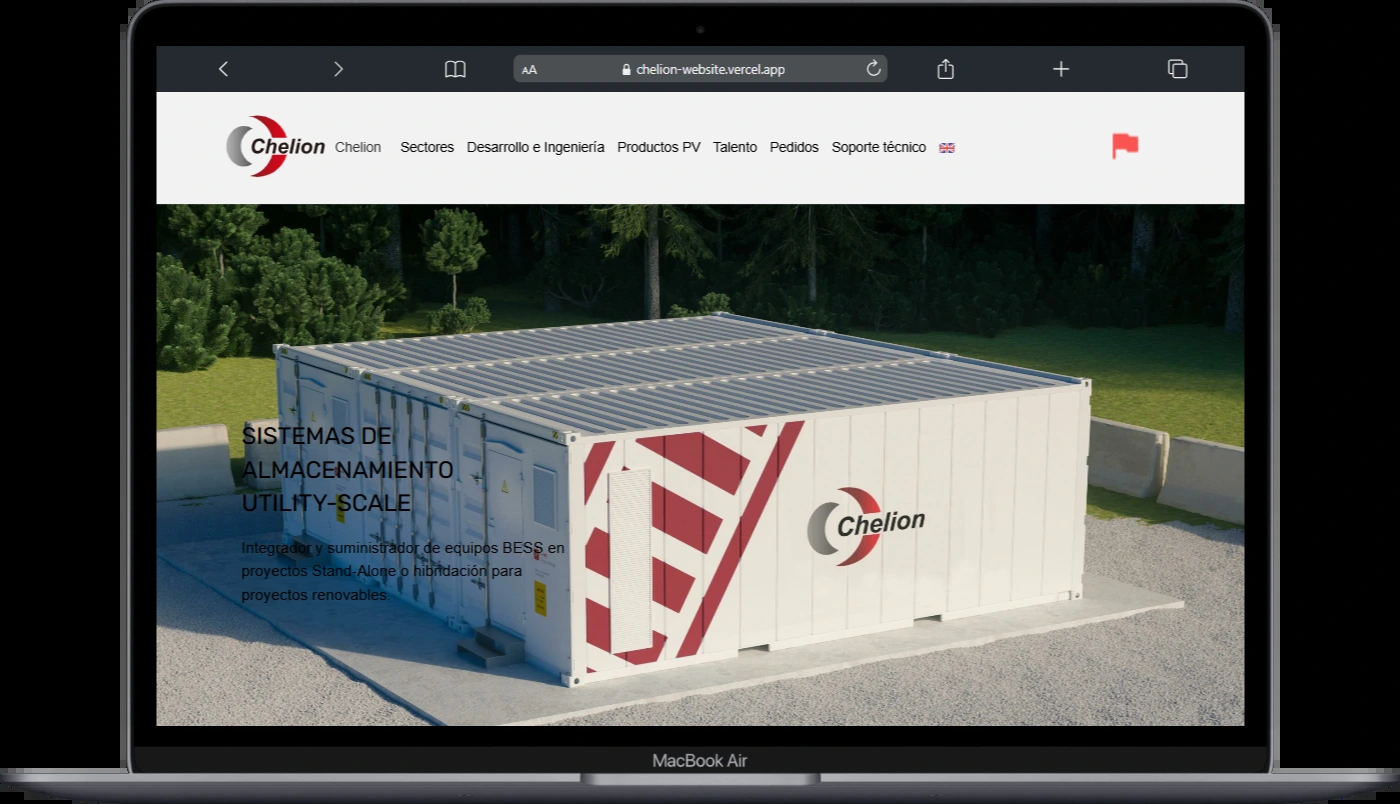 AA chelion-website.vercel.app
Chelion Chelion Sectores Desarrollo e Ingeniería Productos PV Talento Pedidos Soporte técnico
SISTEMAS DE
ALMACENAMIENTO
UTILITY-SCALE
Integrador y suministrador de equipos BESS en
proyectos Stand-Alone o hibridación para
proyectos renovables.
Chelion
MacBook Air